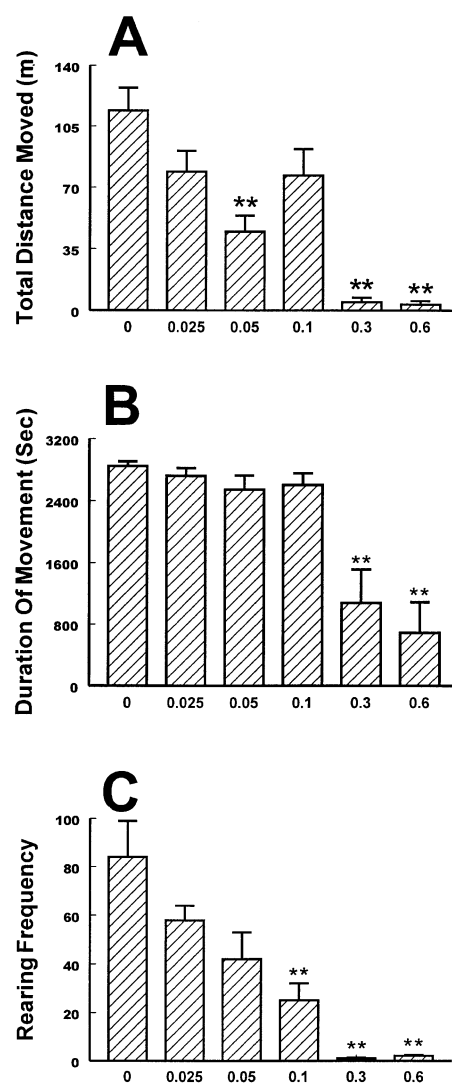 A
Total Distance Moved (m)
140
105
70
35
0
**
**
**
0 0.025 0.05 0.1 0.3 0.6
B
Duration Of Movement (Sec)
3200
2400
1600
800
0
**
**
0 0.025 0.05 0.1 0.3 0.6
C
Rearing Frequency
100
80
60
40
20
0
**
**
**
0 0.025 0.05 0.1 0.3 0.6